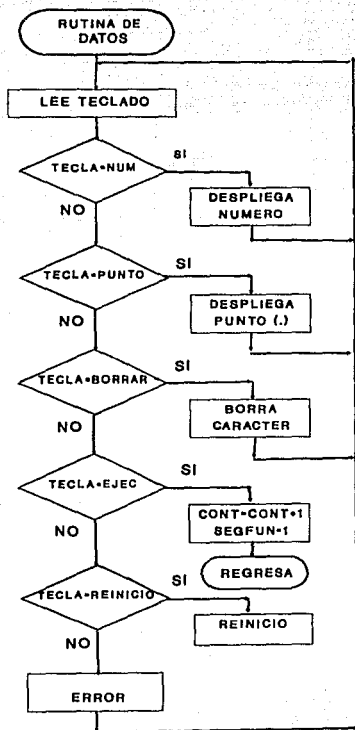 RUTINA DE
DATOS
LEE TECLADO
TECLA=NUM
SI
NO
DESPLIEGA
NUMERO
TECLA=PUNTO
SI
NO
DESPLIEGA
PUNTO (.)
TECLA=BORRAR
SI
NO
BORRA
CARACTER
TECLA=EJEC
SI
NO
CONT=CONT+1
SEGFUN=1
REGRESA
TECLA=REINICIO
SI
NO
REINICIO
ERROR